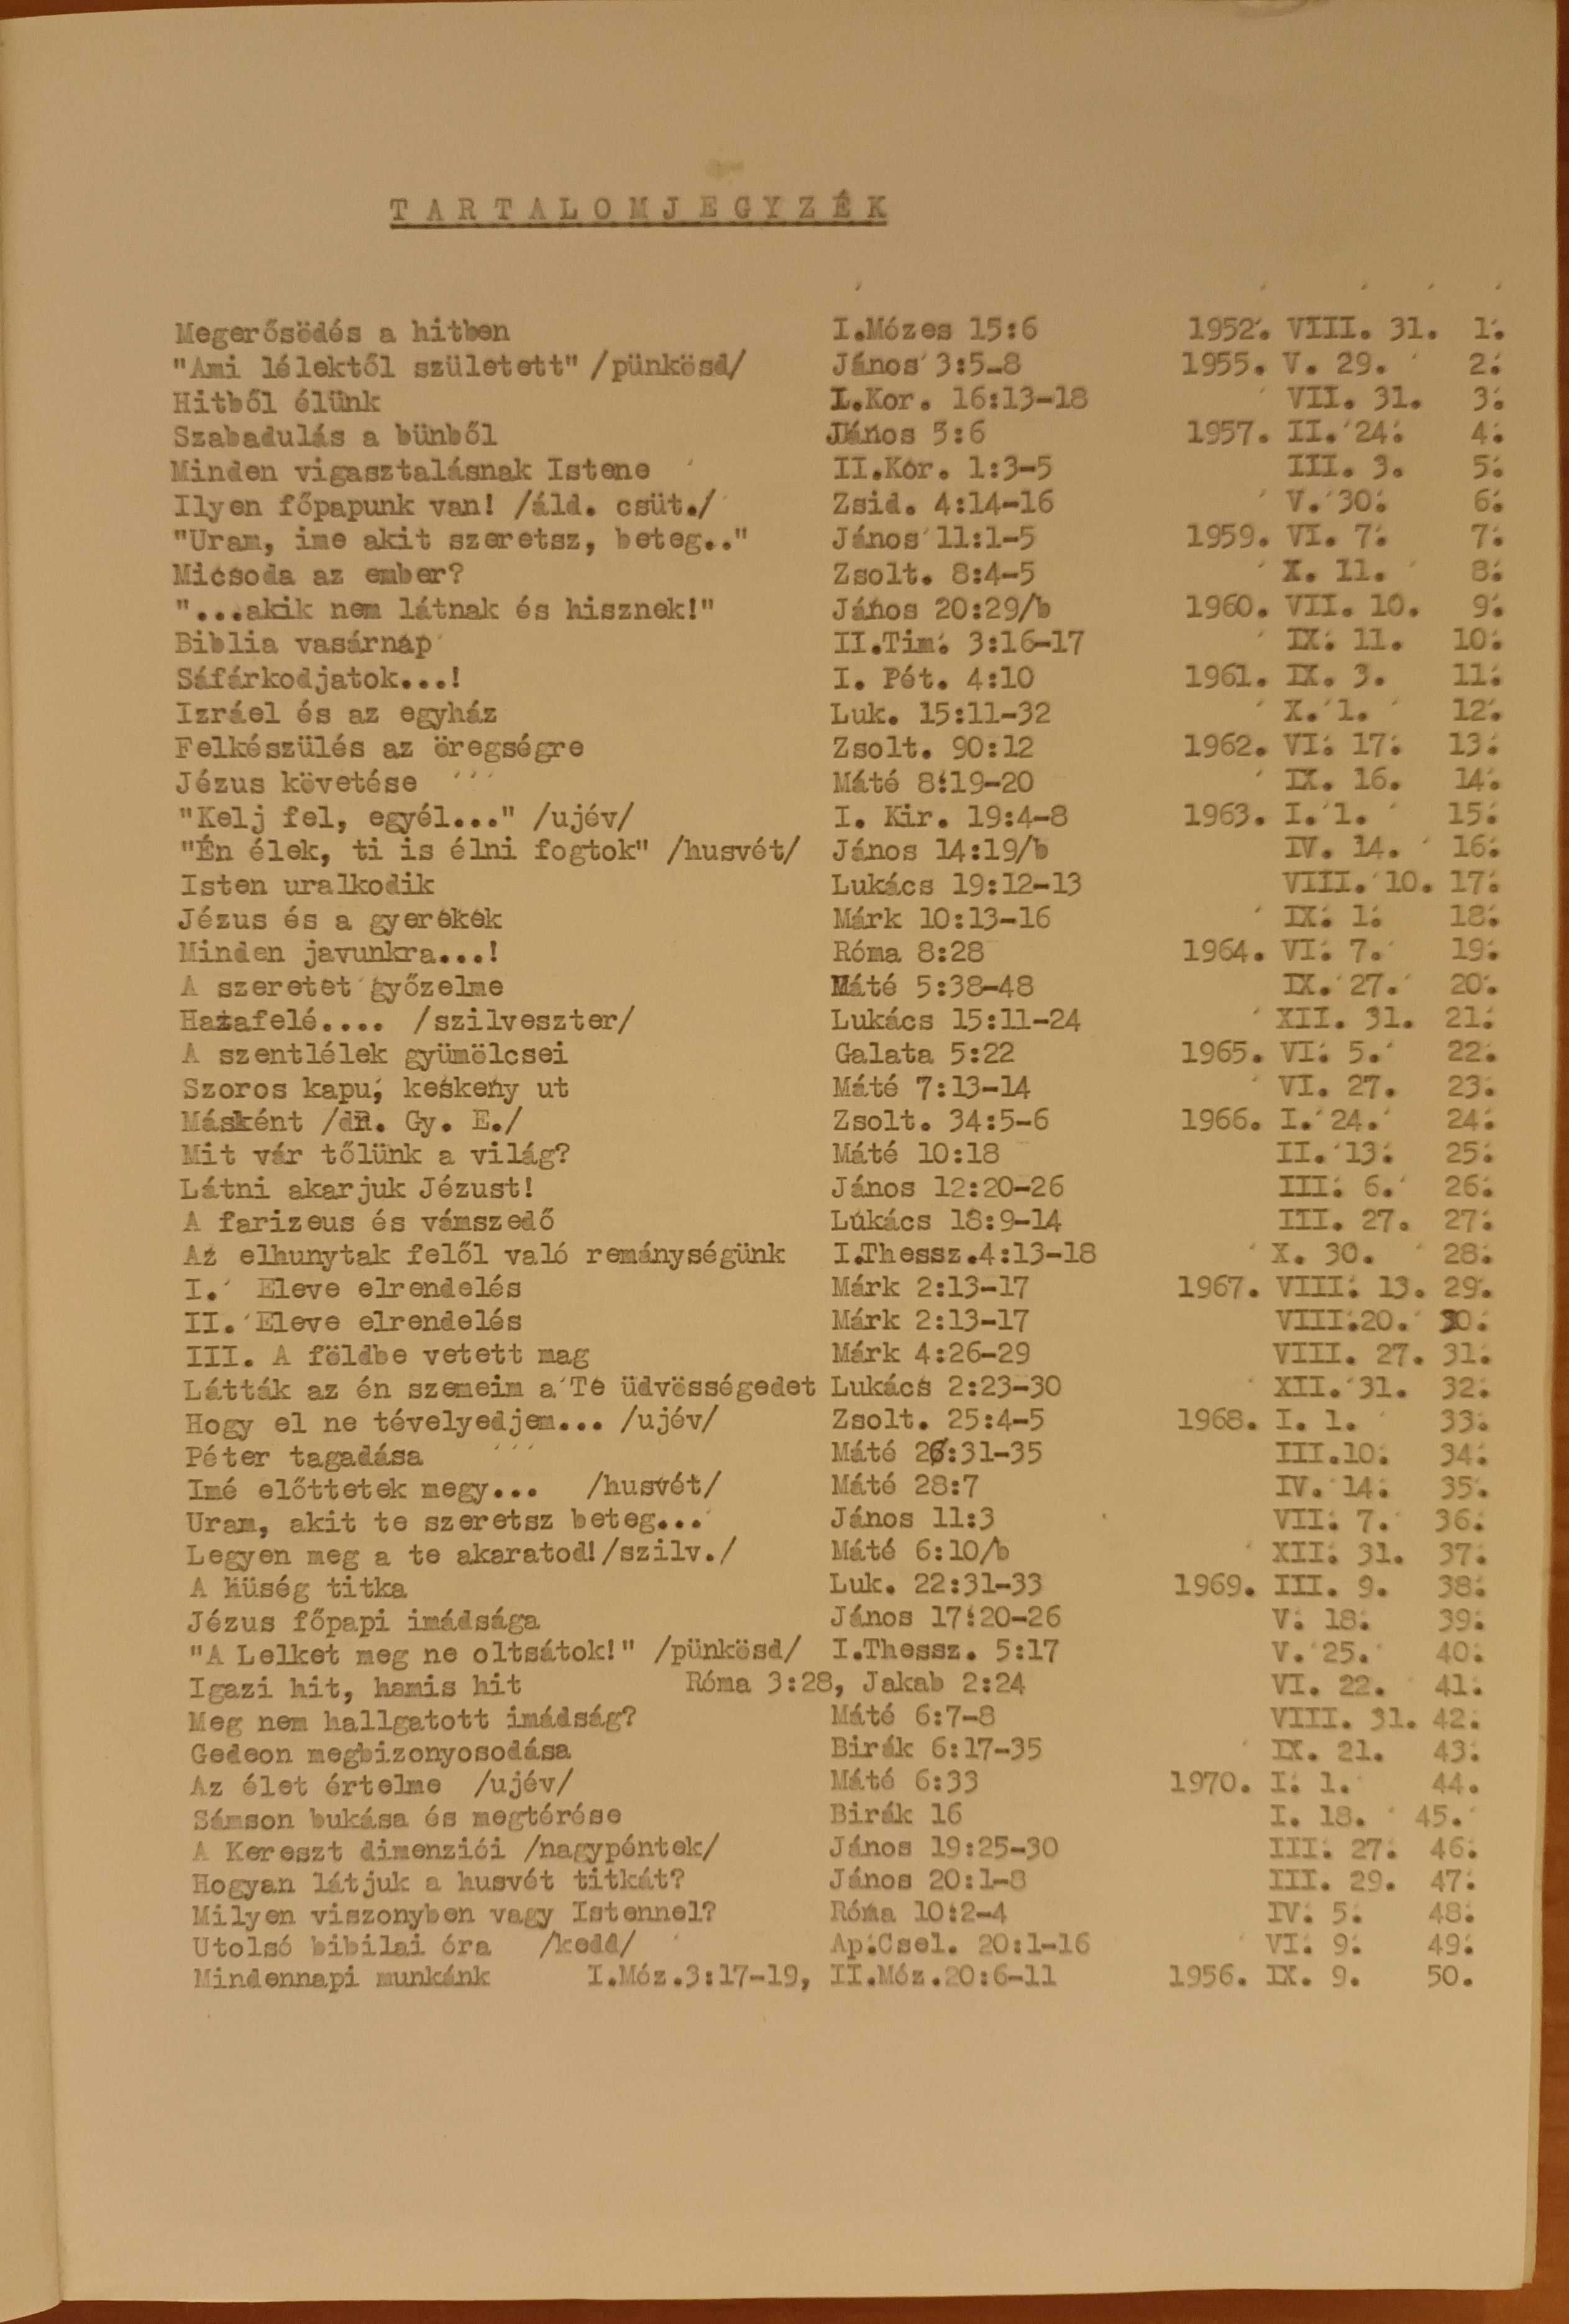 TARTALOMJEGYZÉK
Megerősödés a hitben I.Mózes 15:6 1952. VIII. 31. 1.
"Ami lélektől született" /pünkösd/ János 3:5-8 1955. V. 29. 2.
Hitből élünk I.Kor. 16:13-18 VII. 31. 3.
Szabadulás a bünből János 5:6 1957. II. 24. 4.
Minden vigasztalásnak Istene II.Kor. 1:3-5 III. 3. 5.
Ilyen főpapunk van! /áld. csüt./ Zsid. 4:14-16 V. 30. 6.
"Uram, ime akit szeretsz, beteg.." János 11:1-5 1959. VI. 7. 7.
Micsoda az ember? Zsolt. 8:4-5 X. 11. 8.
"...akik nem látnak és hisznek!" János 20:29/b 1960. VII. 10. 9.
Biblia vasárnap II.Tim. 3:16-17 IX. 11. 10.
Sáfárkodjatok...! I. Pét. 4:10 1961. IX. 3. 11.
Izráel és az egyház Luk. 15:11-32 X. 1. 12.
Felkészülés az öregségre Zsolt. 90:12 1962. VI. 17. 13.
Jézus követése Máté 8:19-20 IX. 16. 14.
"Kelj fel, egyél..." /ujév/ I. Kir. 19:4-8 1963. I. 1. 15.
"Én élek, ti is élni fogtok" /husvét/ János 14:19/b IV. 14. 16.
Isten uralkodik Lukács 19:12-13 VIII. 10. 17.
Jézus és a gyerekek Márk 10:13-16 IX. 1. 18.
Minden javunkra...! Róma 8:28 1964. VI. 7. 19.
A szeretet győzelme Máté 5:38-48 IX. 27. 20.
Hazafelé.... /szilveszter/ Lukács 15:11-24 XII. 31. 21.
A szentlélek gyümölcsei Galata 5:22 1965. VI. 5. 22.
Szoros kapu, keskeny ut Máté 7:13-14 VI. 27. 23.
Másként /dR. Gy. E./ Zsolt. 34:5-6 1966. I. 24. 24.
Mit vár tőlünk a világ? Máté 10:18 II. 13. 25.
Látni akarjuk Jézust! János 12:20-26 III. 6. 26.
A farizeus és vámszedő Lukács 18:9-14 III. 27. 27.
Az elhunytak felől való reménységünk I.Thessz.4:13-18 X. 30. 28.
I. Eleve elrendelés Márk 2:13-17 1967. VIII. 13. 29.
II. Eleve elrendelés Márk 2:13-17 VIII.20. 30.
III. A földbe vetett mag Márk 4:26-29 VIII. 27. 31.
Látták az én szemeim a Te üdvösségedet Lukács 2:23-30 XII. 31. 32.
Hogy el ne tévelyedjem... /ujév/ Zsolt. 25:4-5 1968. I. 1. 33.
Péter tagadása Máté 26:31-35 III.10. 34.
Imé előttetek megy... /husvét/ Máté 28:7 IV. 14. 35.
Uram, akit te szeretsz beteg... János 11:3 VII. 7. 36.
Legyen meg a te akaratod! /szilv./ Máté 6:10/b XII. 31. 37.
A hüség titka Luk. 22:31-33 1969. III. 9. 38.
Jézus főpapi imádsága János 17:20-26 V. 18. 39.
"A Lelket meg ne oltsátok!" /pünkösd/ I.Thessz. 5:17 V. 25. 40.
Igazi hit, hamis hit Róma 3:28, Jakab 2:24 VI. 22. 41.
Meg nem hallgatott imádság? Máté 6:7-8 VIII. 31. 42.
Gedeon megbizonyosodása Birák 6:17-35 IX. 21. 43.
Az élet értelme /ujév/ Máté 6:33 1970. I. 1. 44.
Sámson bukása és megtérése Birák 16 I. 18. 45.
A Kereszt dimenziói /nagypéntek/ János 19:25-30 III. 27. 46.
Hogyan látjuk a husvét titkát? János 20:1-8 III. 29. 47.
Milyen viszonyben vagy Istennel? Róma 10:2-4 IV. 5. 48.
Utolsó bibilai óra /kedd/ Ap.Csel. 20:1-16 VI. 9. 49.
Mindennapi munkánk I.Móz.3:17-19, II.Móz.20:6-11 1956. IX. 9. 50.